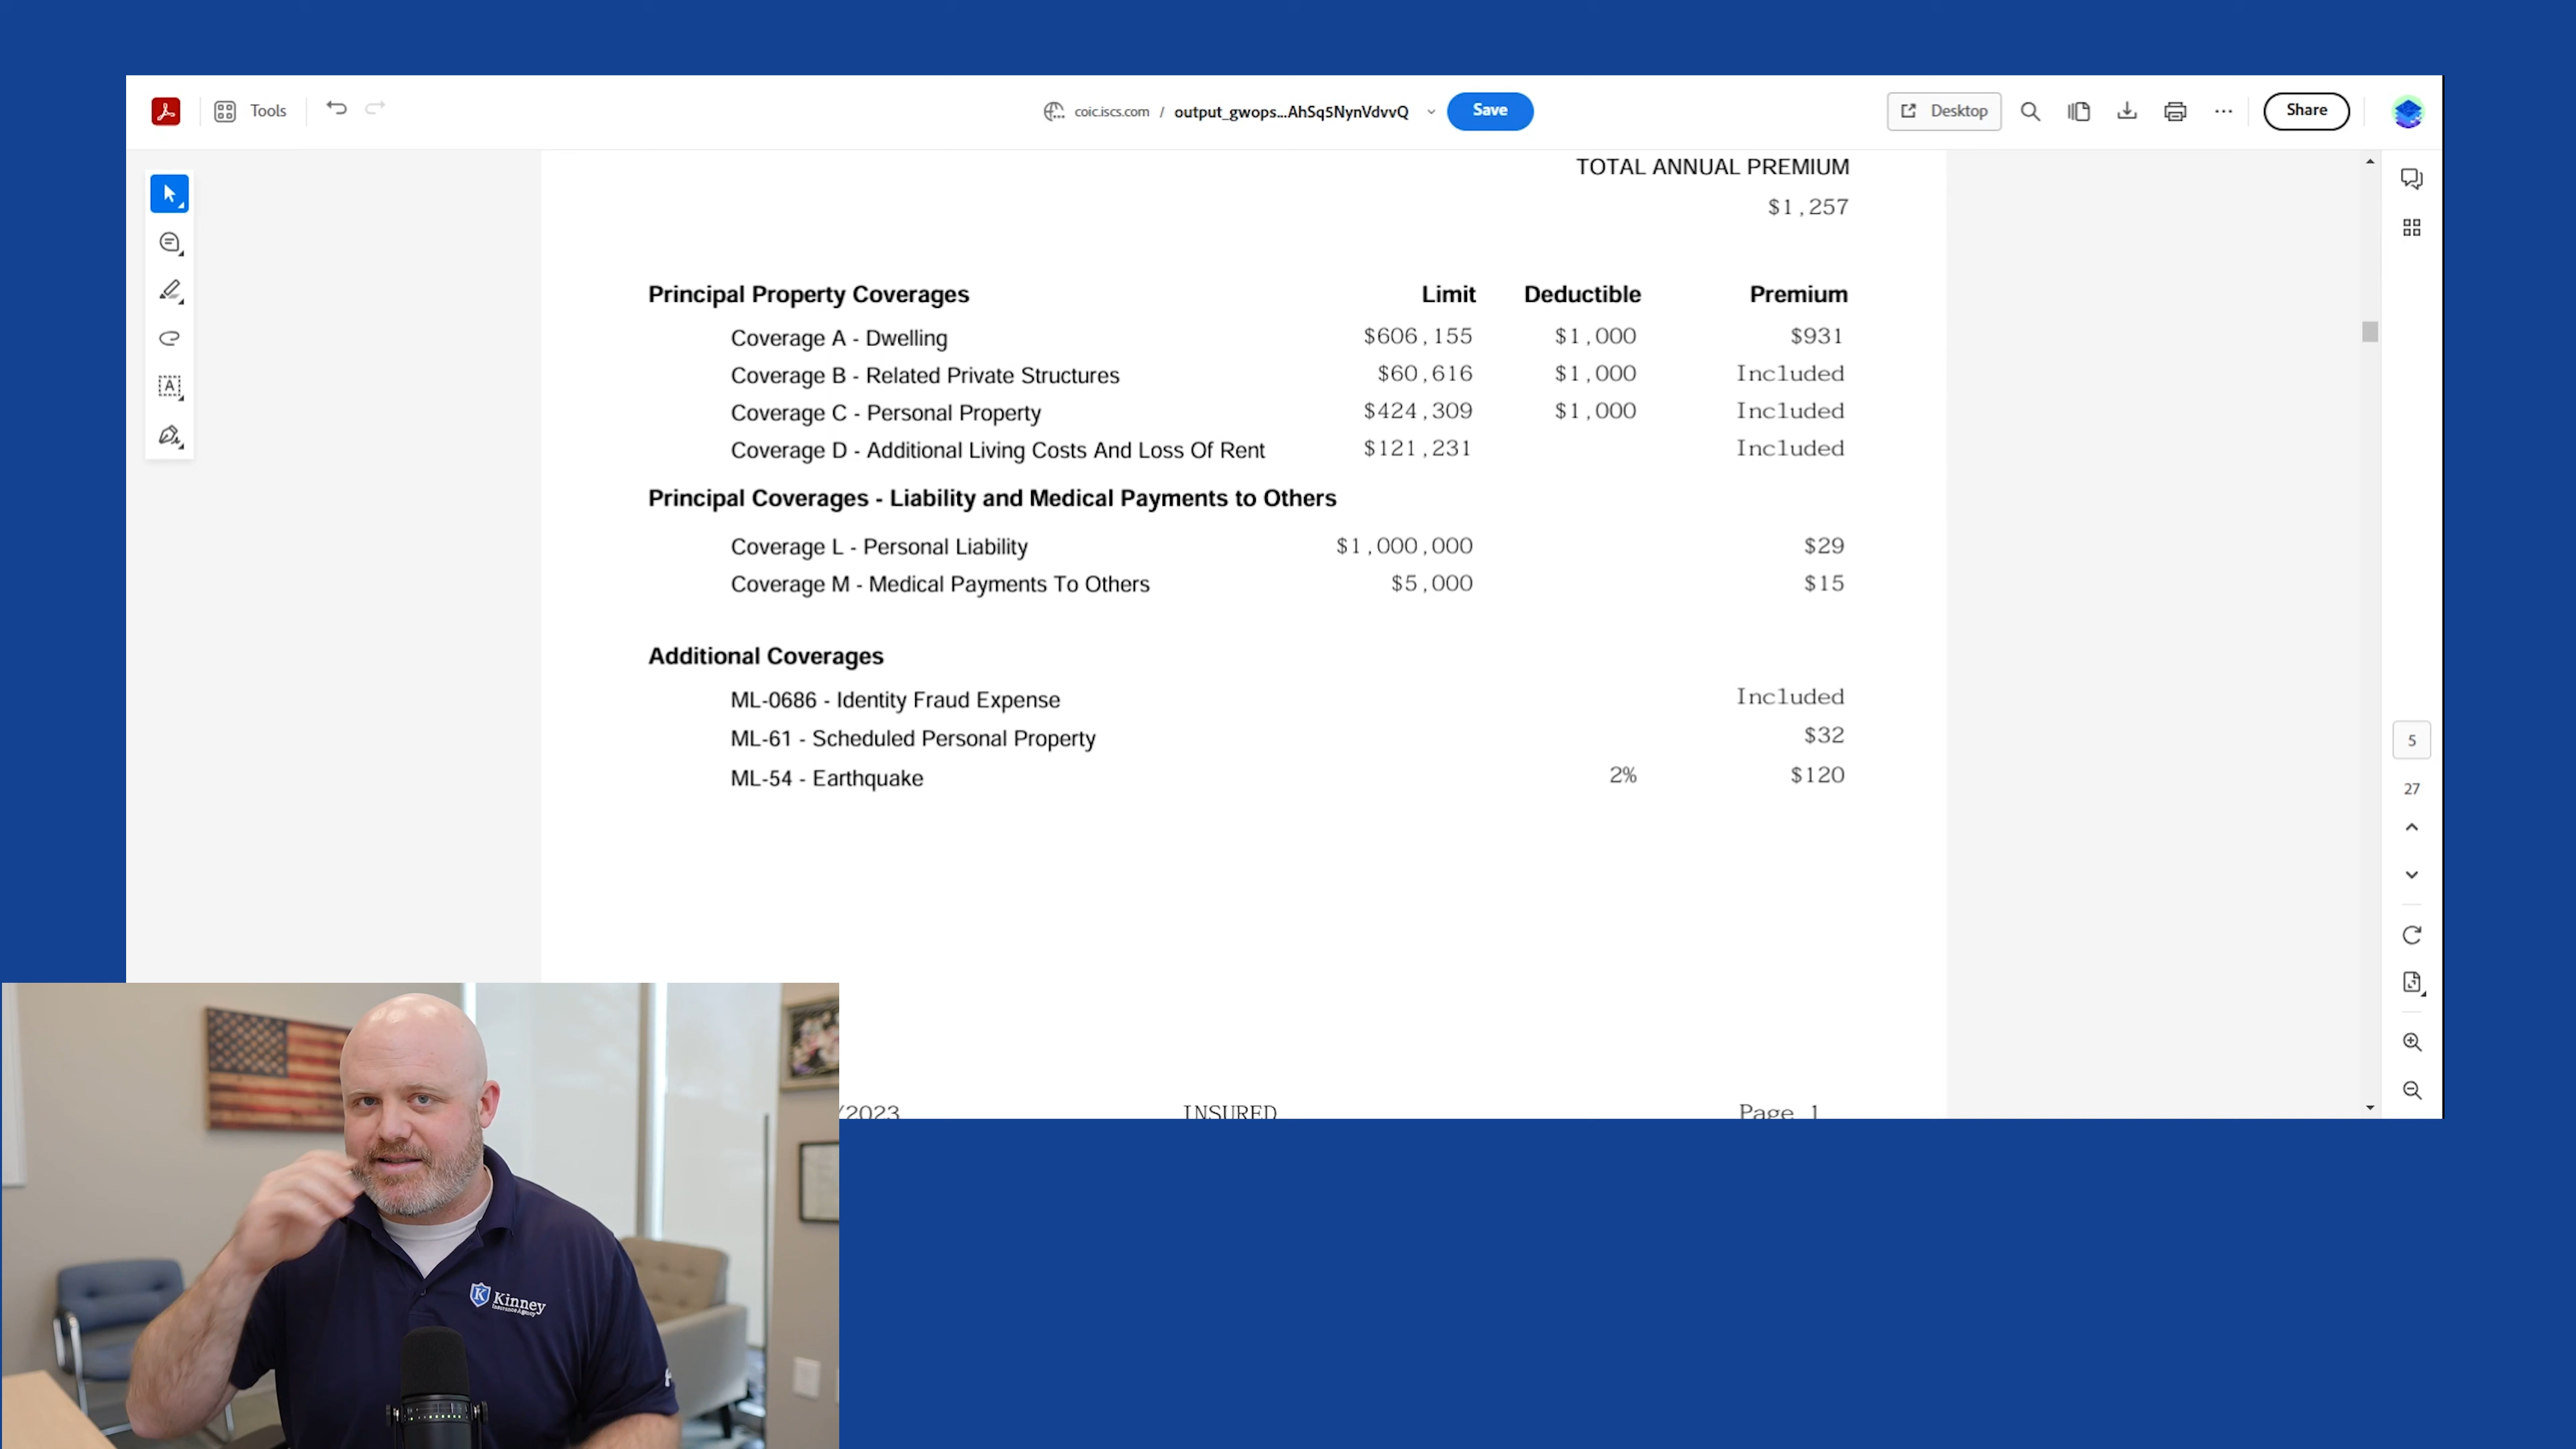 Tools
coic.iscs.com / output_gwops...AhSq5NynVdvvQ
Save
Desktop
Share
TOTAL ANNUAL PREMIUM
$1,257
Principal Property Coverages Limit Deductible Premium
Coverage A - Dwelling $606,155 $1,000 $931
Coverage B - Related Private Structures $60,616 $1,000 Included
Coverage C - Personal Property $424,309 $1,000 Included
Coverage D - Additional Living Costs And Loss Of Rent $121,231 Included
Principal Coverages - Liability and Medical Payments to Others
Coverage L - Personal Liability $1,000,000 $29
Coverage M - Medical Payments To Others $5,000 $15
Additional Coverages
ML-0686 - Identity Fraud Expense Included
ML-61 - Scheduled Personal Property $32
ML-54 - Earthquake 2% $120
5
27
/2023 INSURED Page 1
K Kinney
Insurance Agency